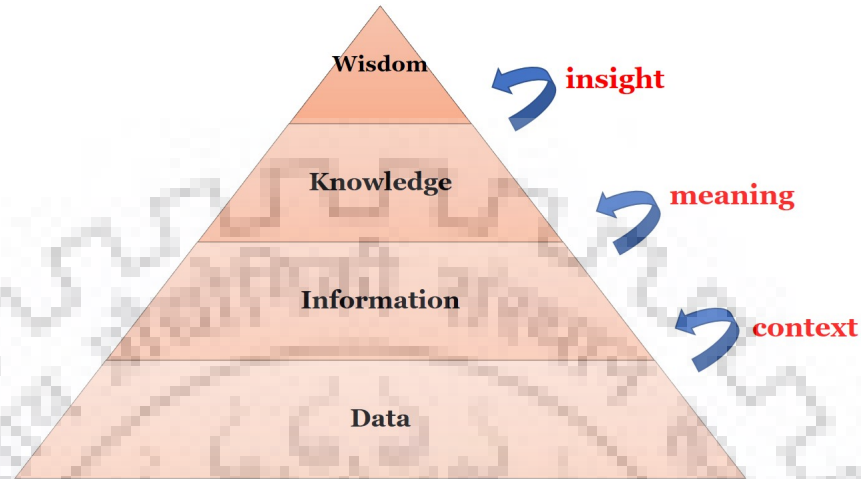 Wisdom
insight
Knowledge
meaning
Information
context
Data